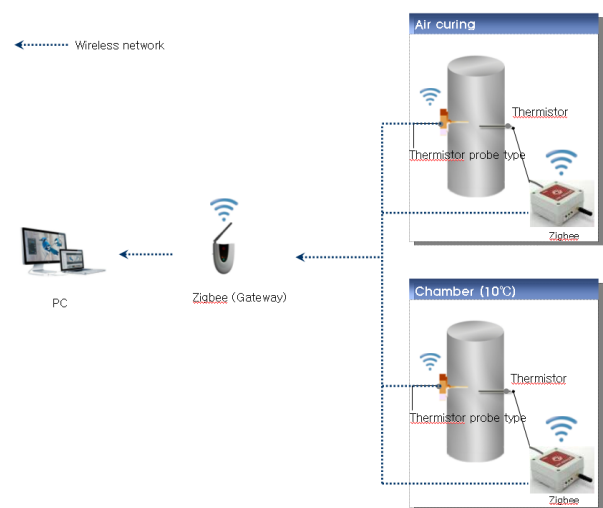 Wireless network
Air curing
Thermistor
Thermistor probe type
Zigbee
PC
Zigbee (Gateway)
Chamber (10℃)
Thermistor
Thermistor probe type
Zigbee